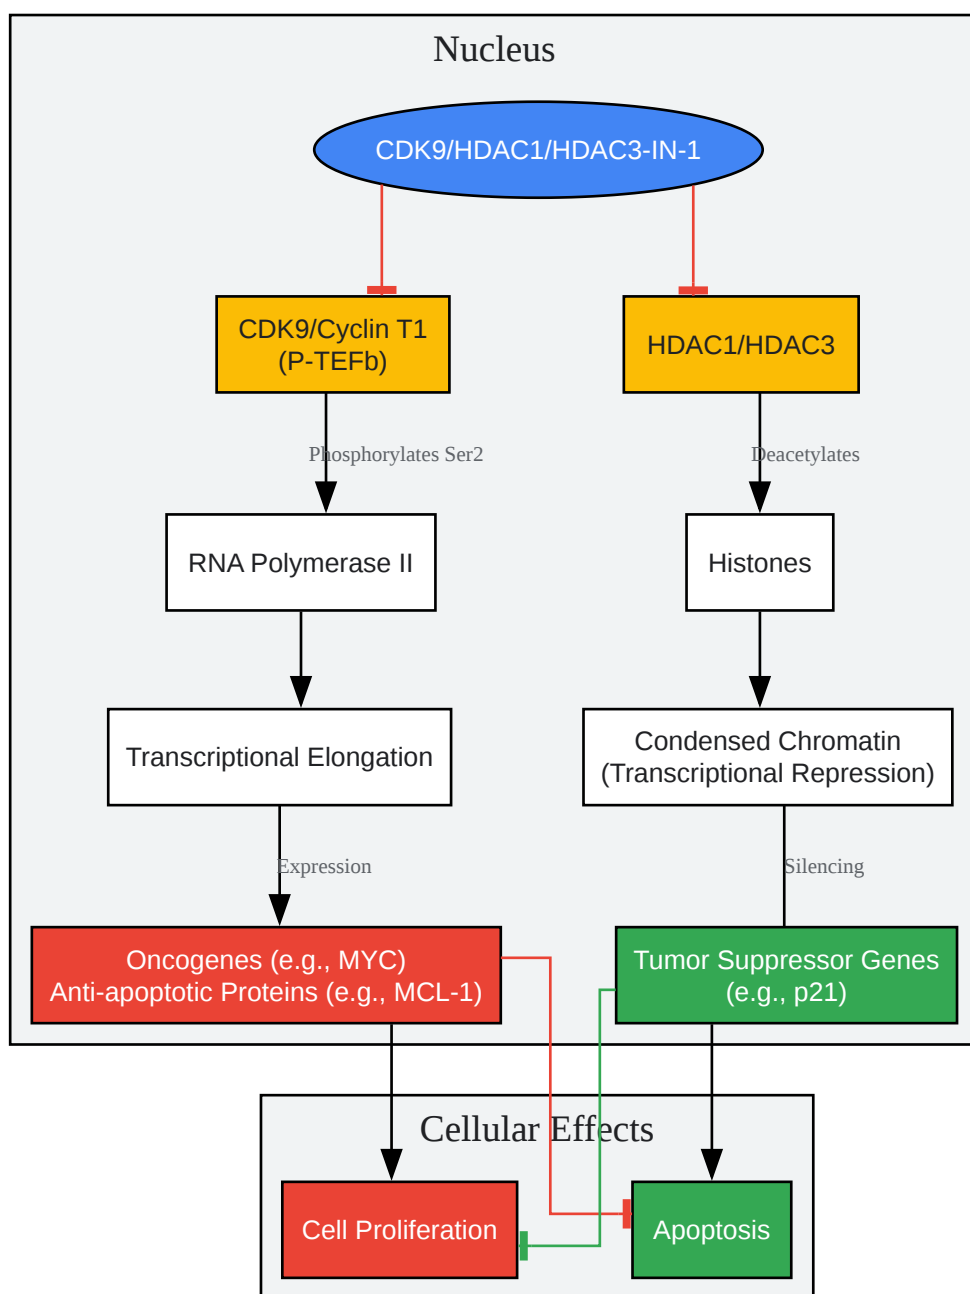 Nucleus
CDK9/HDAC1/HDAC3-IN-1
CDK9/Cyclin T1
(P-TEFb)
HDAC1/HDAC3
Phosphorylates Ser2
Deacetylates
RNA Polymerase II
Histones
Transcriptional Elongation
Condensed Chromatin
(Transcriptional Repression)
Expression
Silencing
Oncogenes (e.g., MYC)
Anti-apoptotic Proteins (e.g., MCL-1)
Tumor Suppressor Genes
(e.g., p21)
Cellular Effects
Cell Proliferation
Apoptosis